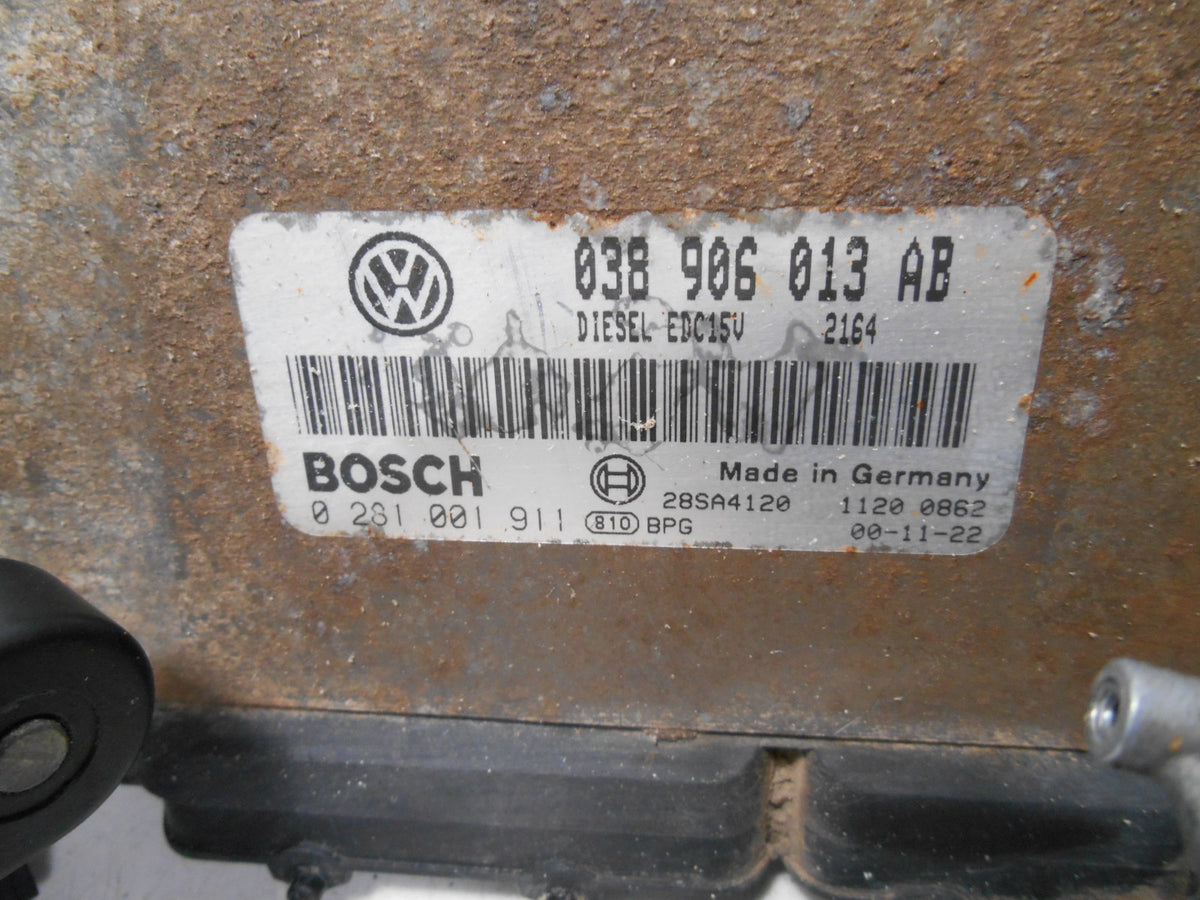 038 906 013 AB
DIESEL EDC15V 2164
BOSCH
Made in Germany
0 281 001 911
810 BPG
28SA4120 1120 0862
00-11-22